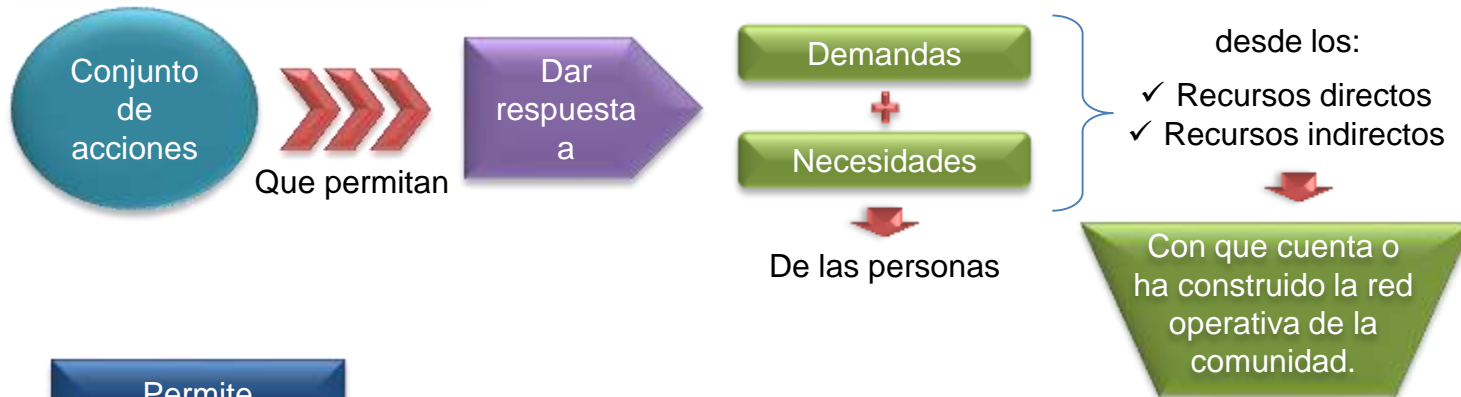 Conjunto
de
acciones
Que permitan
Dar
respuesta
a
Demandas
+
Necesidades
De las personas
desde los:
✓ Recursos directos
✓ Recursos indirectos
Con que cuenta o
ha construido la red
operativa de la
comunidad.
Permite